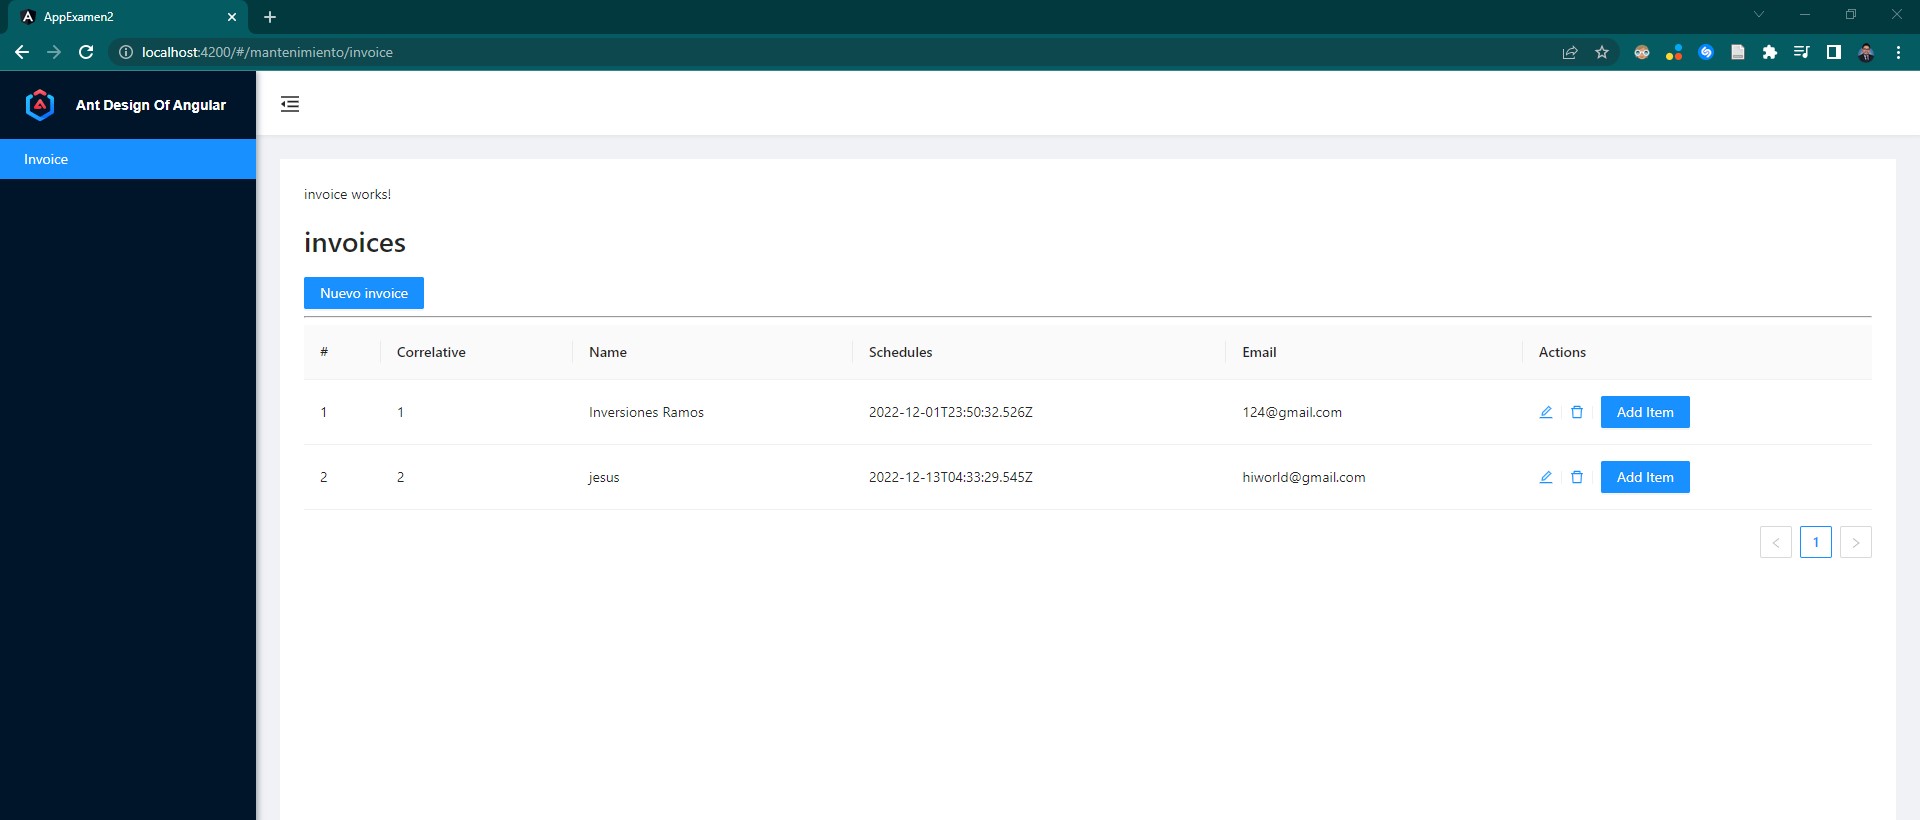 AppExamen2
localhost:4200/#/mantenimiento/invoice
Ant Design Of Angular
Invoice
invoice works!
invoices
Nuevo invoice
# Correlative Name Schedules Email Actions
1 1 Inversiones Ramos 2022-12-01T23:50:32.526Z 124@gmail.com Add Item
2 2 jesus 2022-12-13T04:33:29.545Z hiworld@gmail.com Add Item
< 1 >